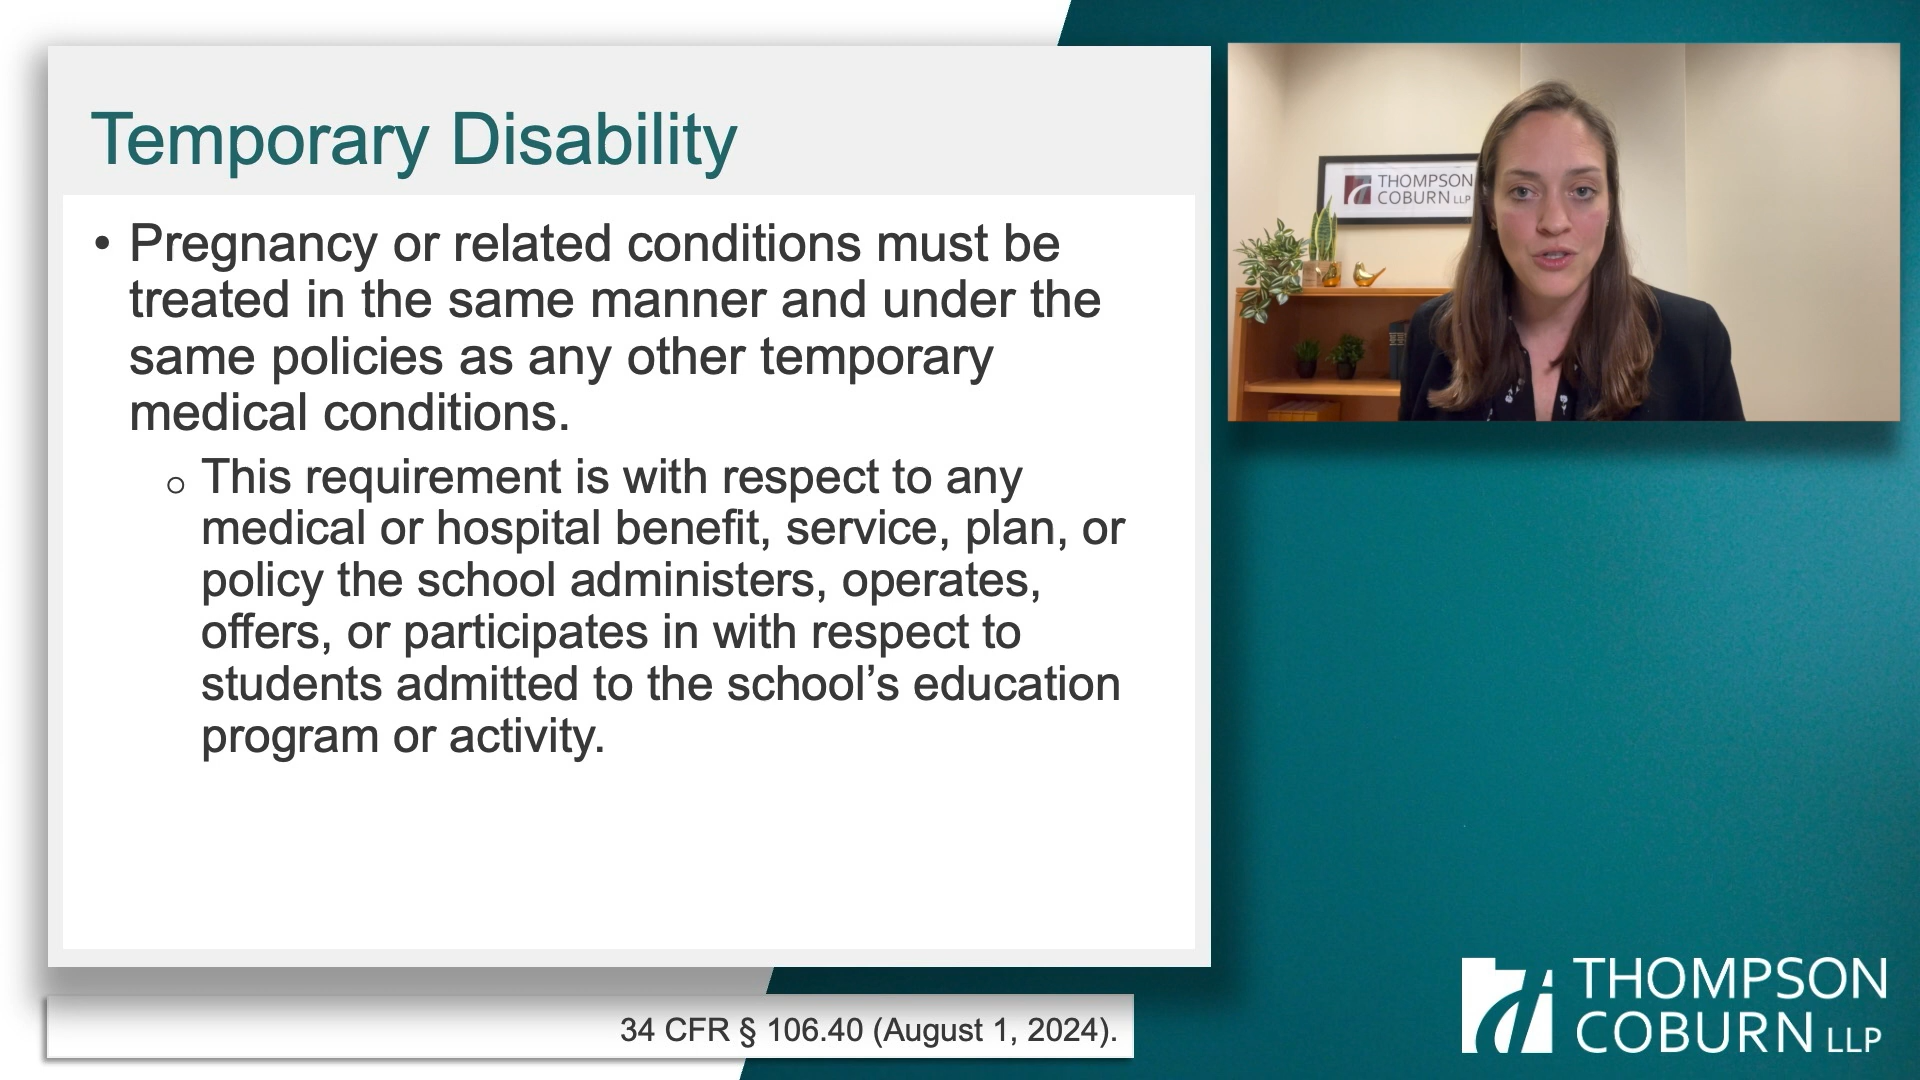 Temporary Disability
• Pregnancy or related conditions must be
treated in the same manner and under the
same policies as any other temporary
medical conditions.
○ This requirement is with respect to any
medical or hospital benefit, service, plan, or
policy the school administers, operates,
offers, or participates in with respect to
students admitted to the school’s education
program or activity.
34 CFR § 106.40 (August 1, 2024).
THOMPSON
COBURN LLP
THOMPSON
COBURN LLP